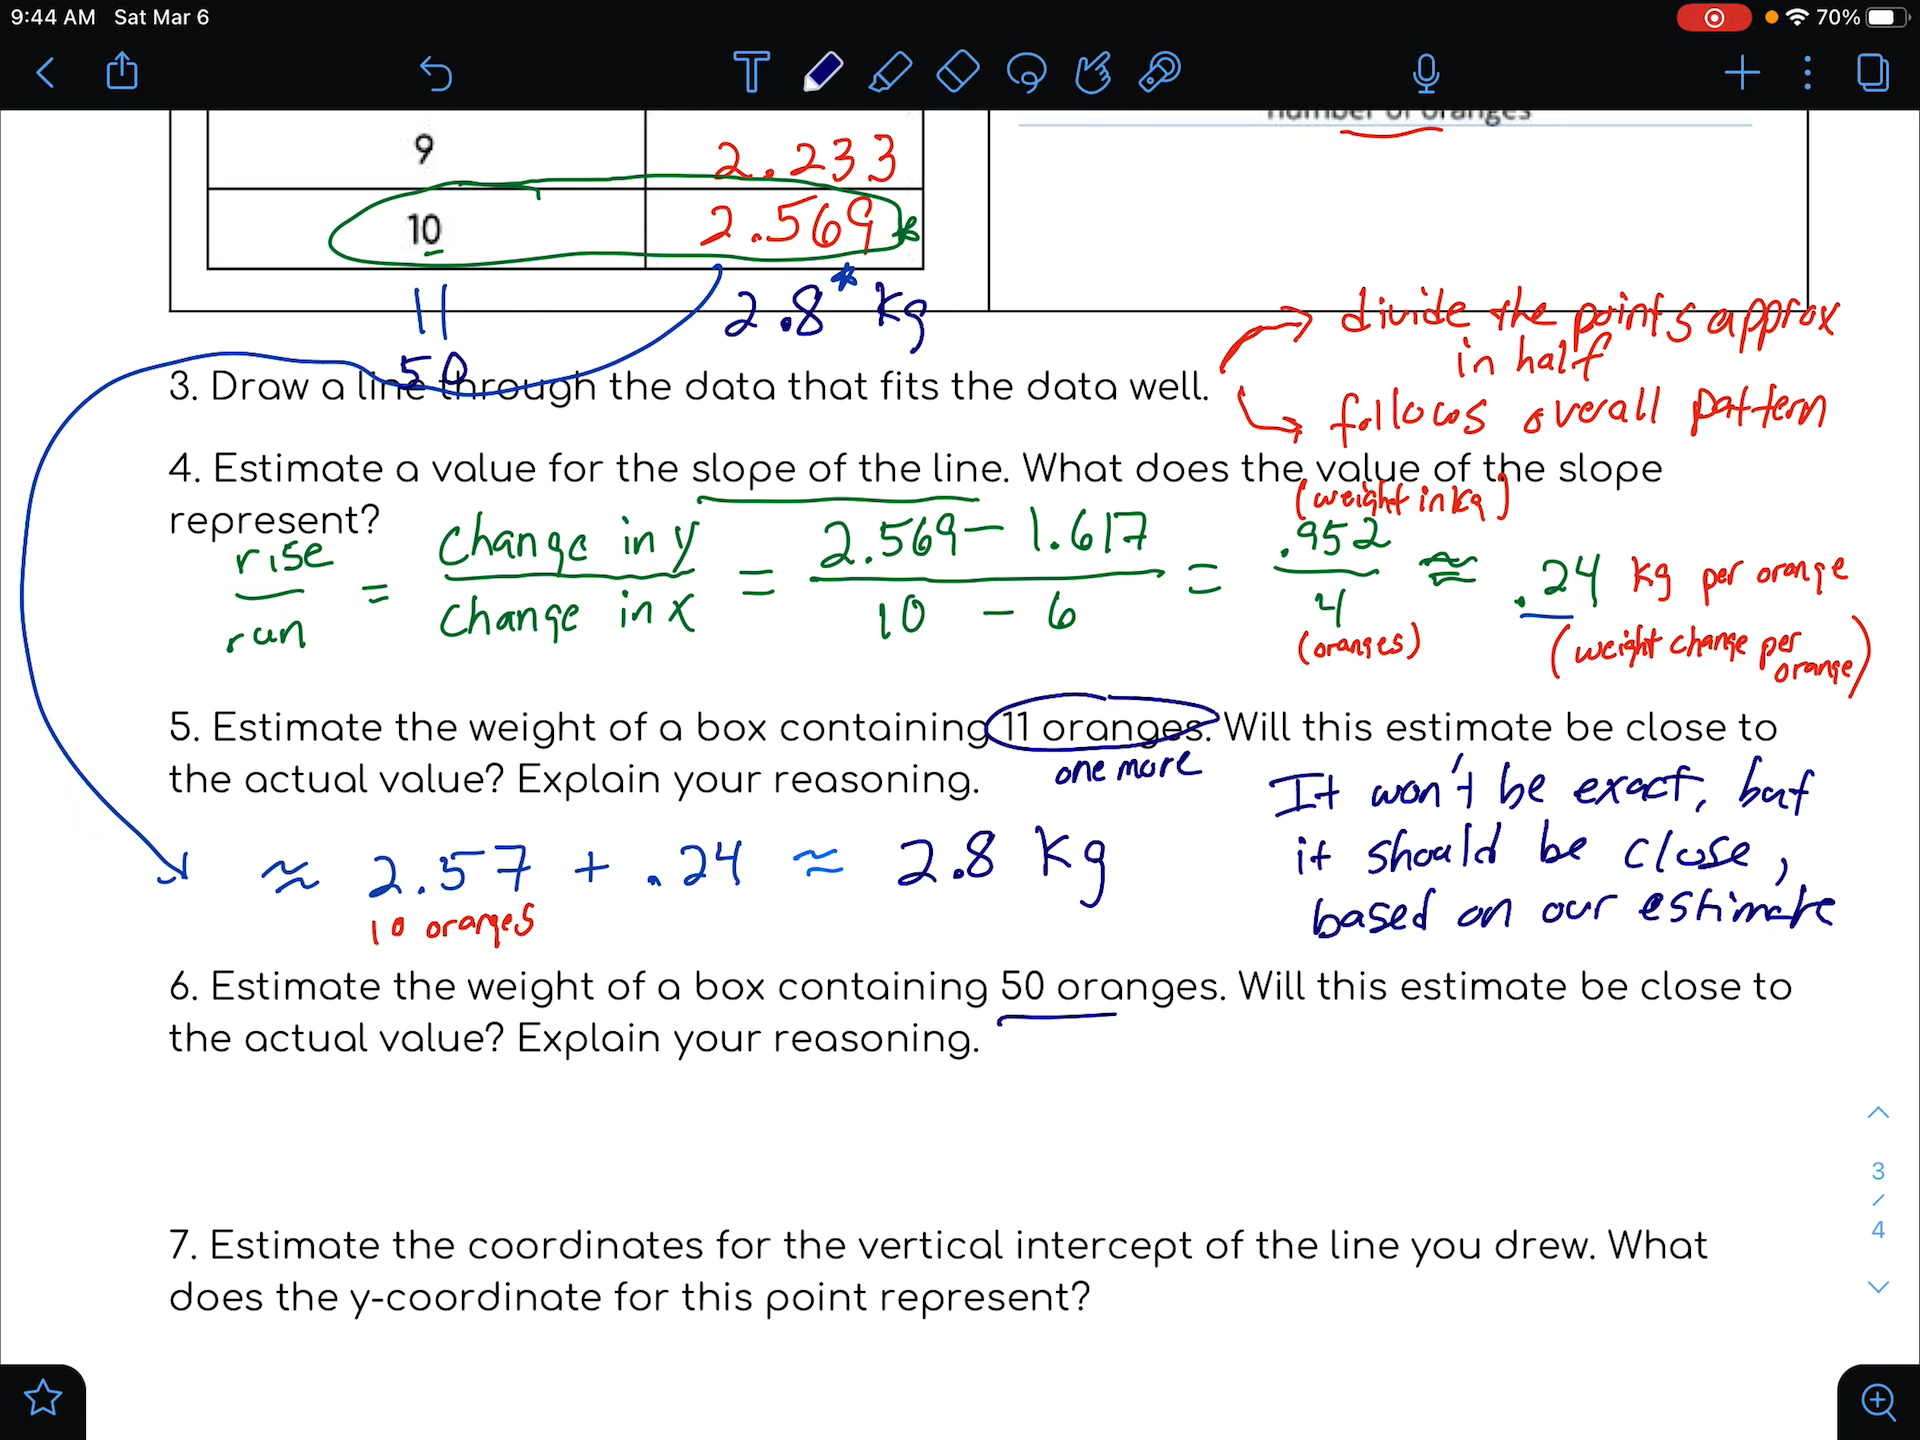 9:44 AM Sat Mar 6
70%
number of oranges
9 2.233
10 2.569
11 2.8 kg
50
divide the points approx
in half
follows overall pattern
3. Draw a line through the data that fits the data well.
4. Estimate a value for the slope of the line. What does the value of the slope
represent?
rise
run
=
change in y
change in x
=
2.569 - 1.617
10 - 6
=
(weight in kg)
.952
4
(oranges)
≈ .24 kg per orange
(weight change per
orange)
5. Estimate the weight of a box containing 11 oranges. Will this estimate be close to
the actual value? Explain your reasoning.
one more
It won't be exact, but
it should be close,
based on our estimate
≈ 2.57 + .24 ≈ 2.8 kg
10 oranges
6. Estimate the weight of a box containing 50 oranges. Will this estimate be close to
the actual value? Explain your reasoning.
3
/
4
7. Estimate the coordinates for the vertical intercept of the line you drew. What
does the y-coordinate for this point represent?